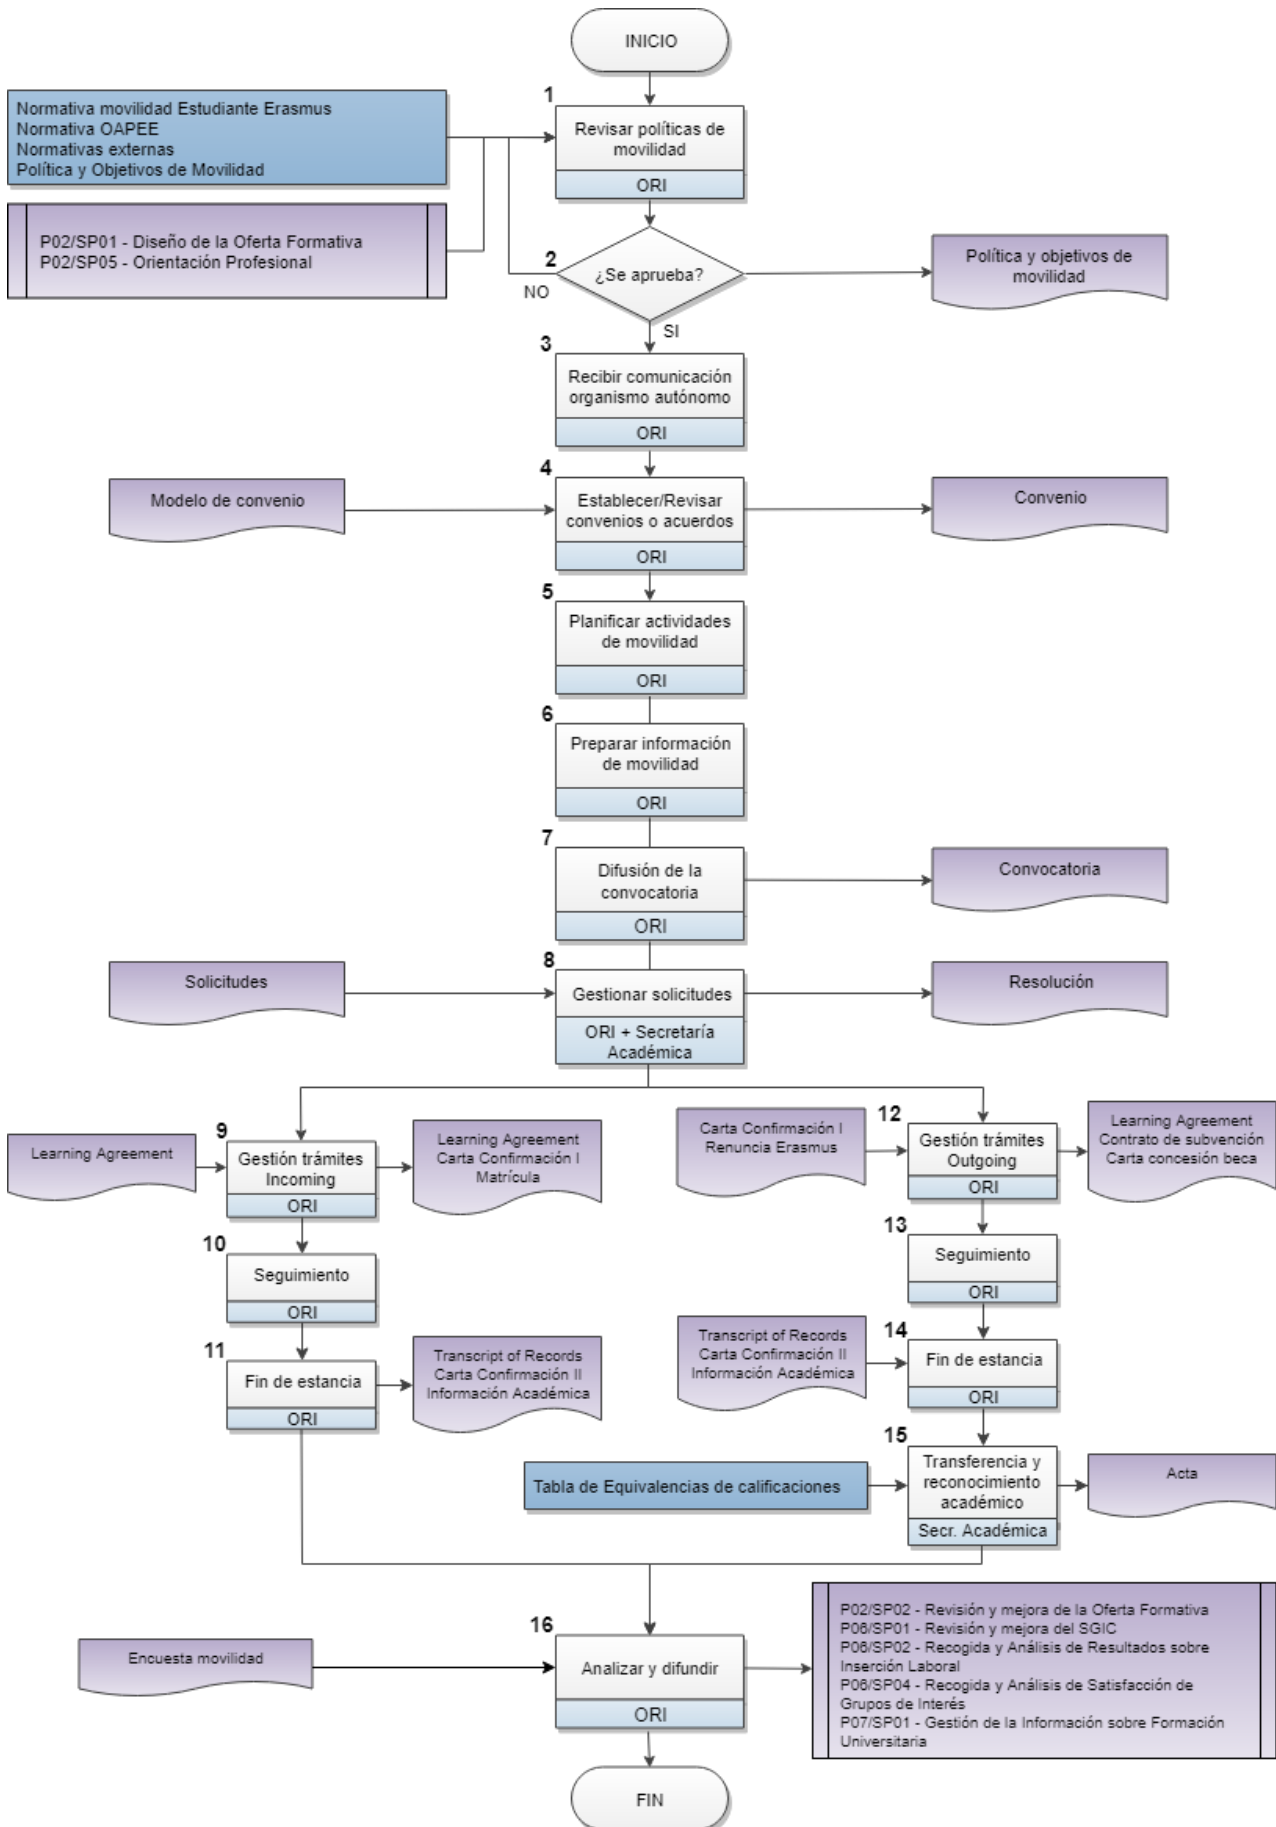 INICIO
1
Normativa movilidad Estudiante Erasmus
Normativa OAPEE
Normativas externas
Política y Objetivos de Movilidad
Revisar políticas de
movilidad
ORI
P02/SP01 - Diseño de la Oferta Formativa
P02/SP05 - Orientación Profesional
2
¿Se aprueba?
NO
SI
Política y objetivos de
movilidad
3
Recibir comunicación
organismo autónomo
ORI
4
Modelo de convenio
Establecer/Revisar
convenios o acuerdos
ORI
Convenio
5
Planificar actividades
de movilidad
ORI
6
Preparar información
de movilidad
ORI
7
Difusión de la
convocatoria
ORI
Convocatoria
8
Solicitudes
Gestionar solicitudes
ORI + Secretaría
Académica
Resolución
9
Learning Agreement
Gestión trámites
Incoming
ORI
Learning Agreement
Carta Confirmación I
Matrícula
12
Carta Confirmación I
Renuncia Erasmus
Gestión trámites
Outgoing
ORI
Learning Agreement
Contrato de subvención
Carta concesión beca
10
Seguimiento
ORI
13
Seguimiento
ORI
11
Fin de estancia
ORI
Transcript of Records
Carta Confirmación II
Información Académica
14
Transcript of Records
Carta Confirmación II
Información Académica
Fin de estancia
ORI
15
Tabla de Equivalencias de calificaciones
Transferencia y
reconocimiento
académico
Secr. Académica
Acta
16
Encuesta movilidad
Analizar y difundir
ORI
P02/SP02 - Revisión y mejora de la Oferta Formativa
P06/SP01 - Revisión y mejora del SGIC
P06/SP02 - Recogida y Análisis de Resultados sobre
Inserción Laboral
P06/SP04 - Recogida y Análisis de Satisfacción de
Grupos de Interés
P07/SP01 - Gestión de la Información sobre Formación
Universitaria
FIN